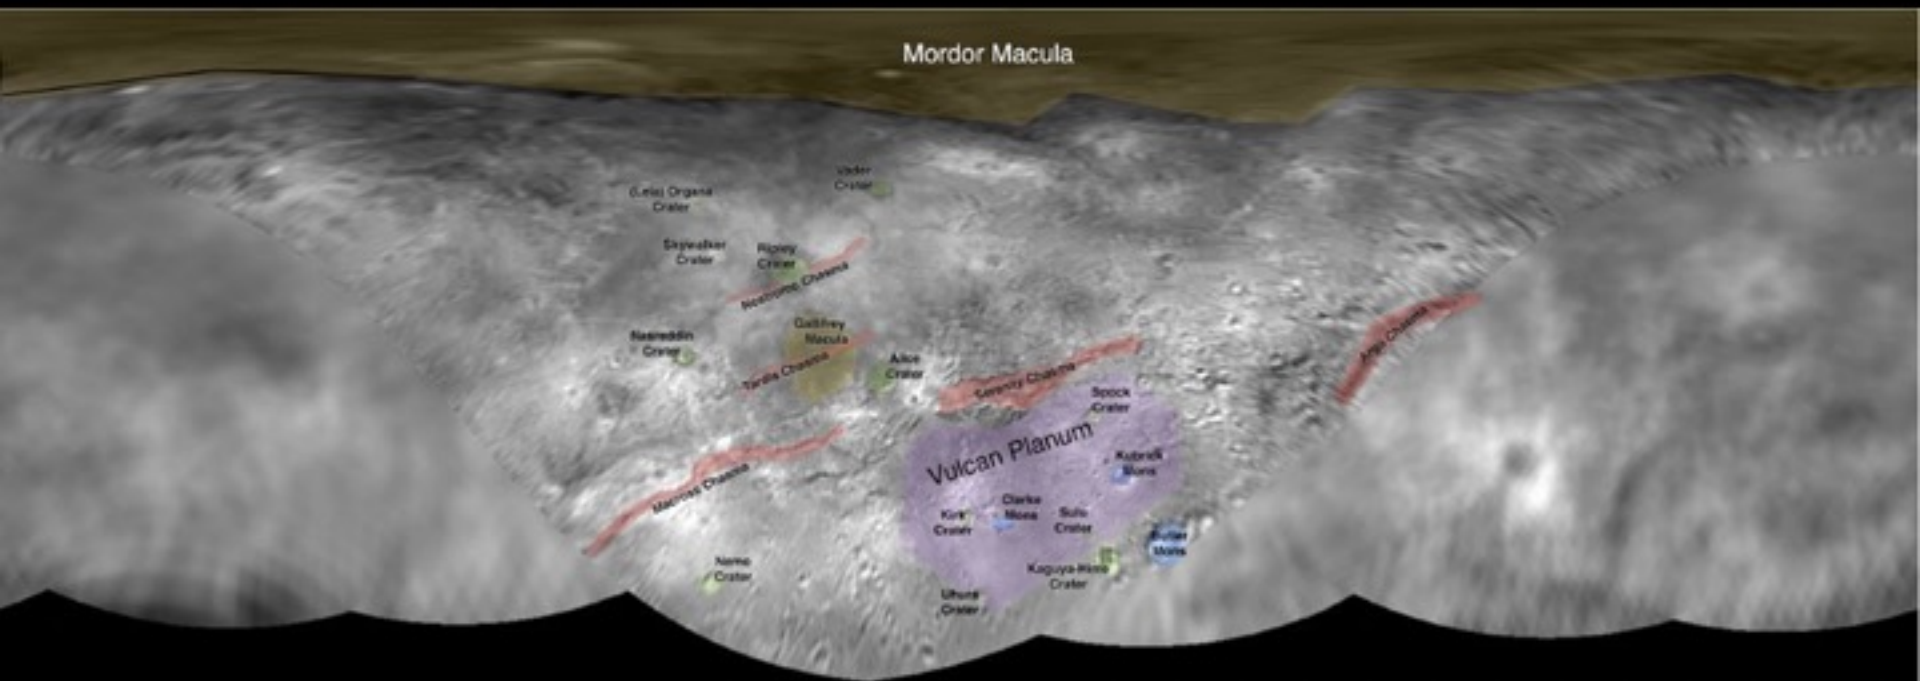 Mordor Macula
Vader
Crater
(Leia) Organa
Crater
Skywalker
Crater
Ripley
Crater
Nostromo Chasma
Gallifrey
Macula
Nasreddin
Crater
Tardis Chasma
Alice
Crater
Argo Chasma
Serenity Chasma
Spock
Crater
Vulcan Planum
Kubrick
Mons
Macross Chasma
Clarke
Mons
Kirk
Crater
Sulu
Crater
Butler
Mons
Nemo
Crater
Kaguya-Hime
Crater
Uhura
Crater